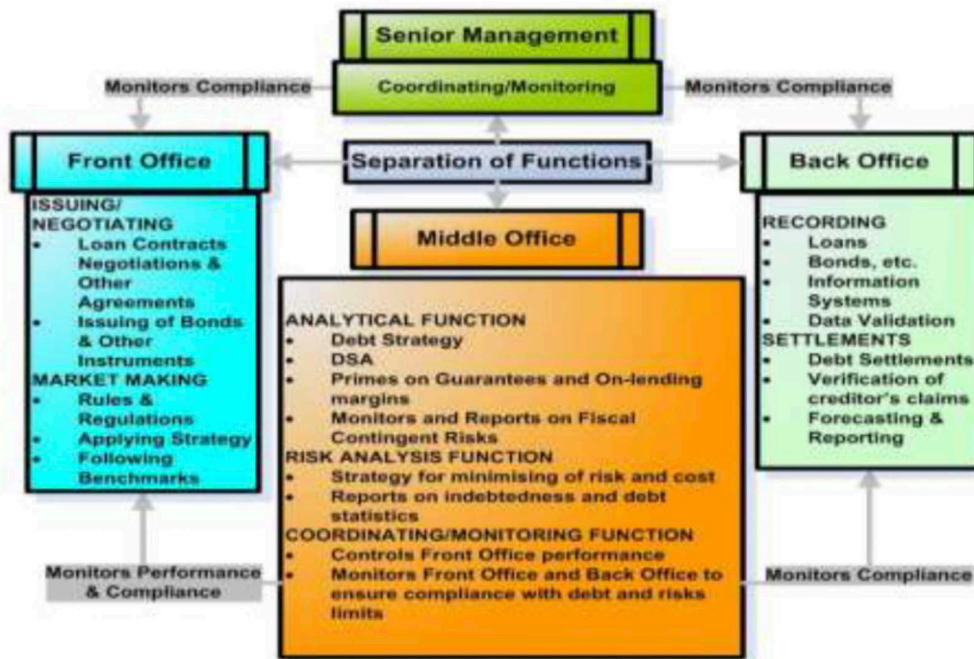 Senior Management
Coordinating/Monitoring
Monitors Compliance
Monitors Compliance
Separation of Functions
Front Office
ISSUING/
NEGOTIATING
• Loan Contracts
Negotiations &
Other
Agreements
• Issuing of Bonds
& Other
Instruments
MARKET MAKING
• Rules &
Regulations
• Applying Strategy
• Following
Benchmarks
Middle Office
ANALYTICAL FUNCTION
• Debt Strategy
• DSA
• Primes on Guarantees and On-lending
margins
• Monitors and Reports on Fiscal
Contingent Risks
RISK ANALYSIS FUNCTION
• Strategy for minimising of risk and cost
• Reports on indebtedness and debt
statistics
COORDINATING/MONITORING FUNCTION
• Controls Front Office performance
• Monitors Front Office and Back Office to
ensure compliance with debt and risks
limits
Back Office
RECORDING
• Loans
• Bonds, etc.
• Information
Systems
• Data Validation
SETTLEMENTS
• Debt Settlements
• Verification of
creditor's claims
• Forecasting &
Reporting
Monitors Performance
& Compliance
Monitors Compliance